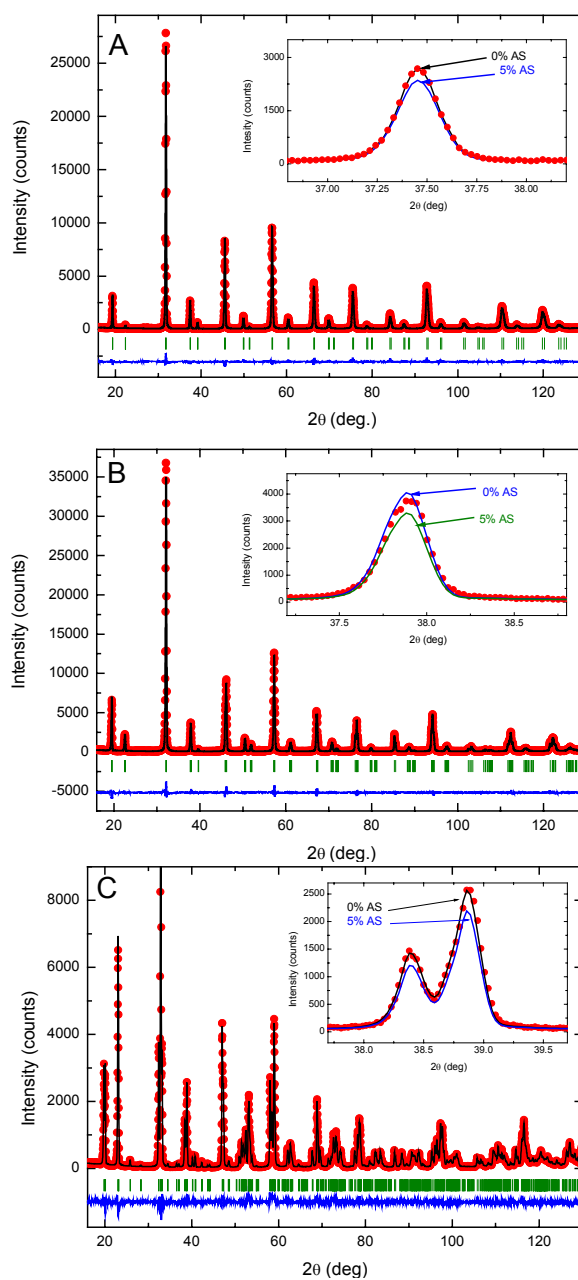 A
25000
20000
15000
10000
5000
0
Intensity (counts)
20 40 60 80 100 120
2θ (deg.)
3000
1500
0
Intesity (counts)
0% AS
5% AS
37.00 37.25 37.50 37.75 38.00
2θ (deg)
B
35000
30000
25000
20000
15000
10000
5000
0
-5000
Intensity (counts)
20 40 60 80 100 120
2θ (deg.)
4000
3000
2000
1000
0
Intesity (counts)
0% AS
5% AS
37.5 38.0 38.5
2θ (deg)
C
8000
6000
4000
2000
0
Intensity (counts)
20 40 60 80 100 120
2θ (deg)
2500
2000
1500
1000
500
0
Intensity (counts)
0% AS
5% AS
38.0 38.5 39.0 39.5
2θ (deg)